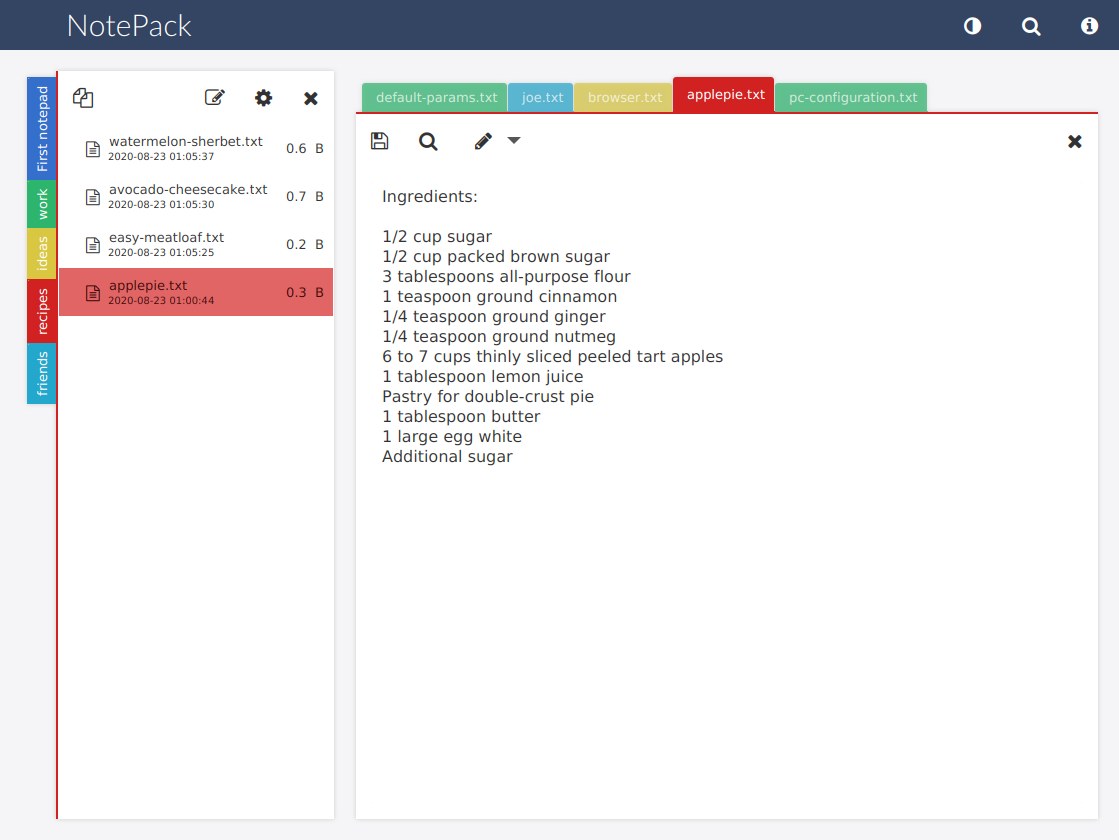 NotePack
First notepad
work
ideas
recipes
friends
watermelon-sherbet.txt
2020-08-23 01:05:37
0.6 B
avocado-cheesecake.txt
2020-08-23 01:05:30
0.7 B
easy-meatloaf.txt
2020-08-23 01:05:25
0.2 B
applepie.txt
2020-08-23 01:00:44
0.3 B
default-params.txt
joe.txt
browser.txt
applepie.txt
pc-configuration.txt
Ingredients:
1/2 cup sugar
1/2 cup packed brown sugar
3 tablespoons all-purpose flour
1 teaspoon ground cinnamon
1/4 teaspoon ground ginger
1/4 teaspoon ground nutmeg
6 to 7 cups thinly sliced peeled tart apples
1 tablespoon lemon juice
Pastry for double-crust pie
1 tablespoon butter
1 large egg white
Additional sugar